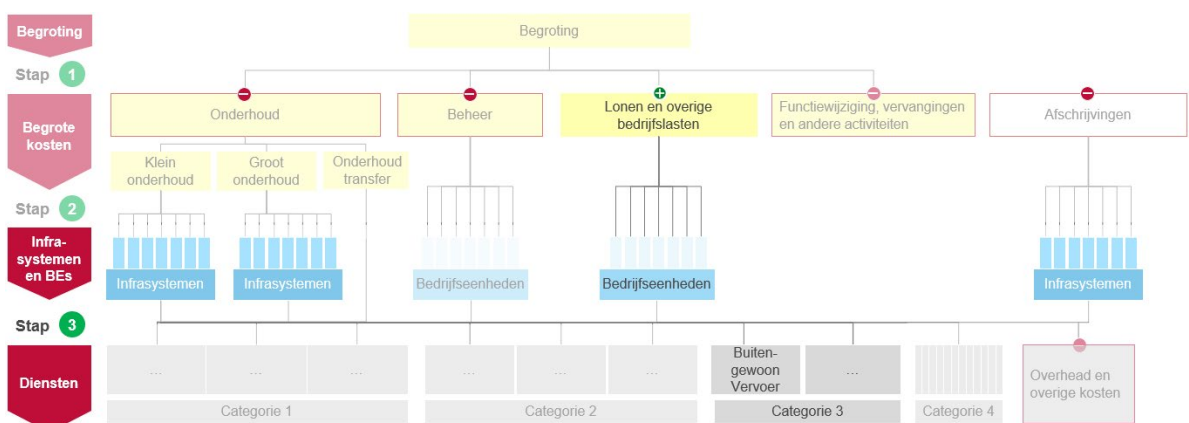 Begroting
Begroting
Stap 1
Begrote
kosten
Onderhoud
Beheer
Lonen en overige
bedrijfslasten
Functiewijziging, vervangingen
en andere activiteiten
Afschrijvingen
Klein
onderhoud
Groot
onderhoud
Onderhoud
transfer
Stap 2
Infra-
systemen
en BEs
Infrasystemen
Infrasystemen
Bedrijfseenheden
Bedrijfseenheden
Infrasystemen
Stap 3
Diensten
...
...
...
...
...
...
Buiten-
gewoon
Vervoer
...
Overhead en
overige kosten
Categorie 1
Categorie 2
Categorie 3
Categorie 4